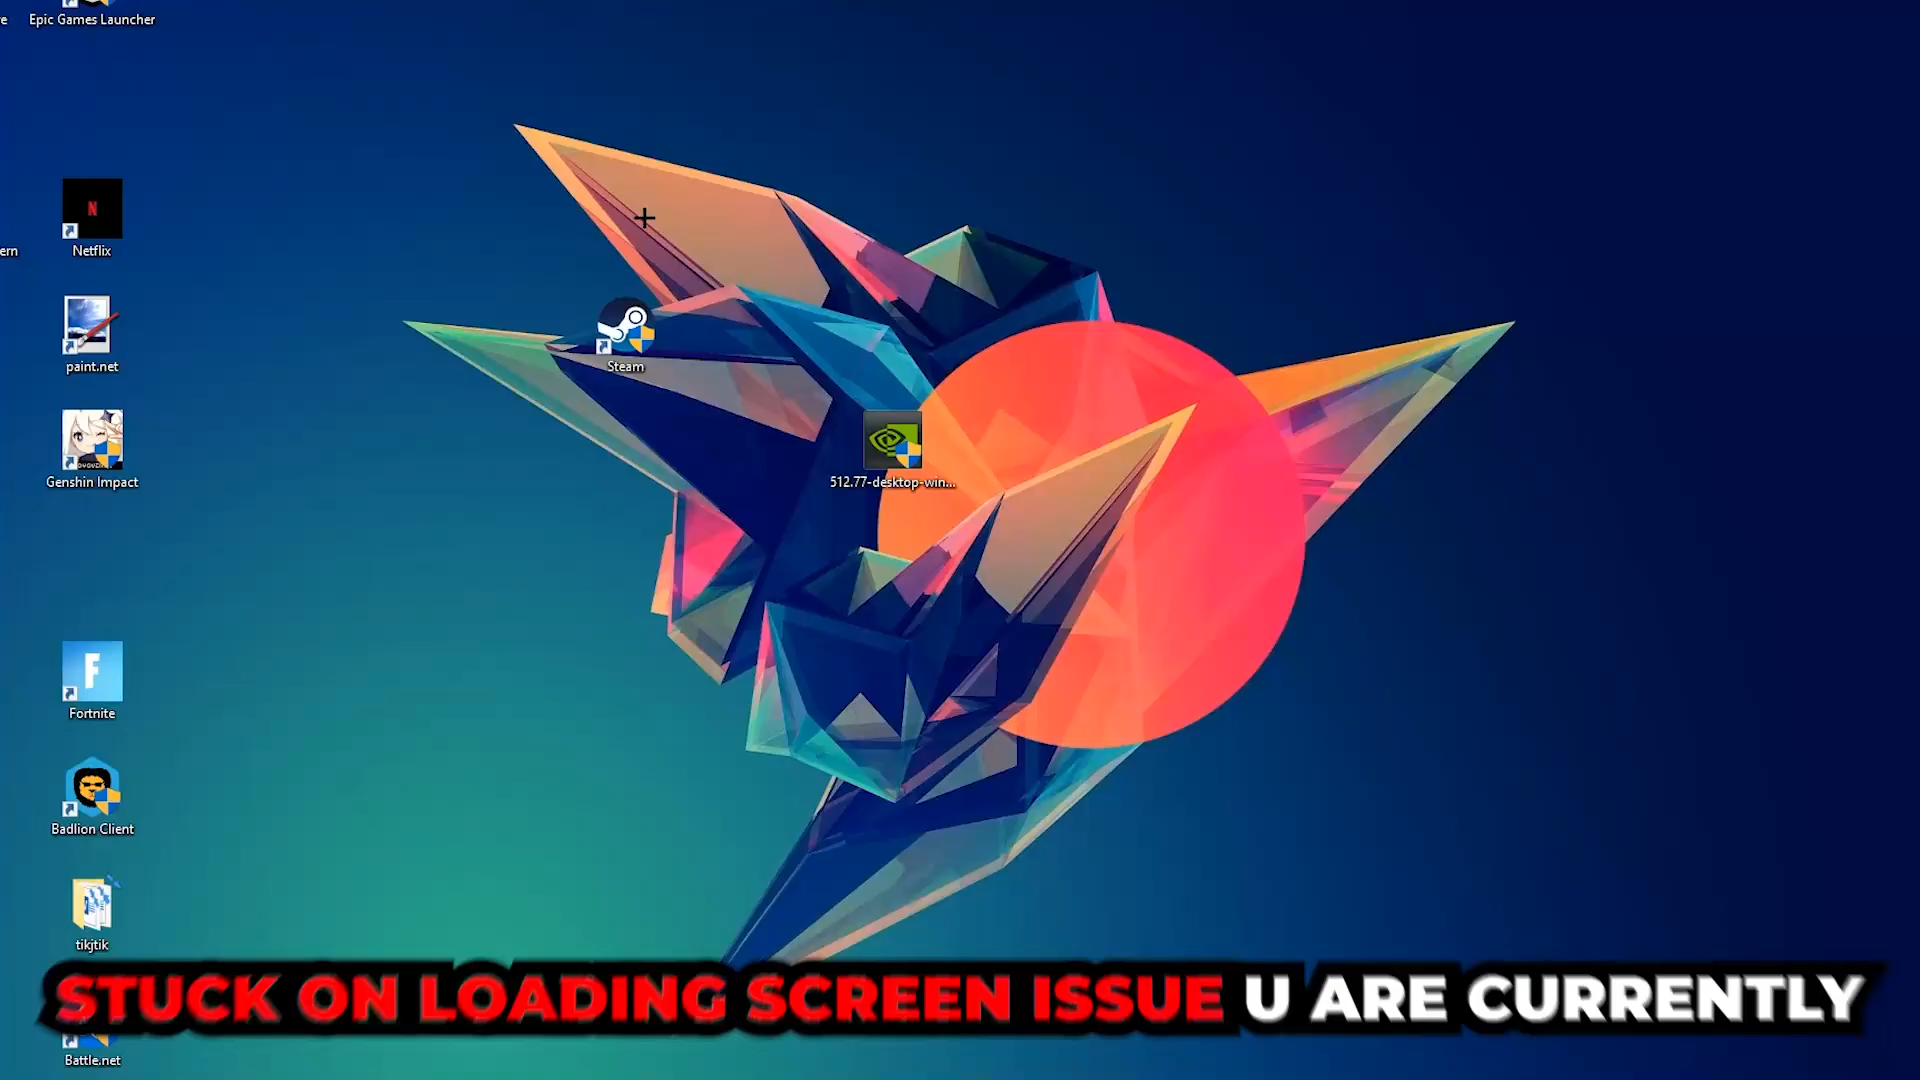 Epic Games Launcher
N
Netflix
ern
paint.net
Steam
Genshin Impact
512.77-desktop-win...
F
Fortnite
Badlion Client
tikjtik
STUCK ON LOADING SCREEN ISSUE U ARE CURRENTLY
Battle.net